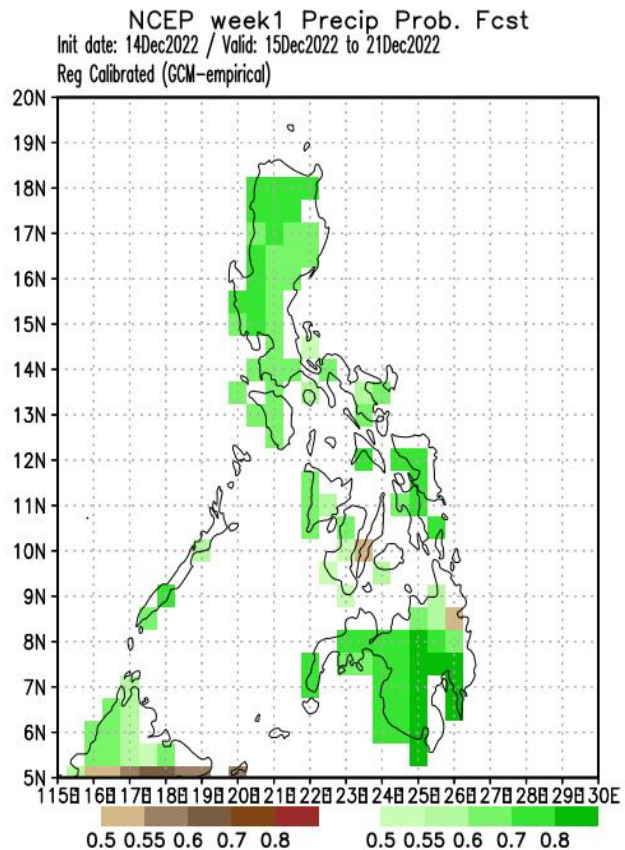 NCEP week1 Precip Prob. Fcst
Init date: 14Dec2022 / Valid: 15Dec2022 to 21Dec2022
Reg Calibrated (GCM-empirical)
20N
19N
18N
17N
16N
15N
14N
13N
12N
11N
10N
9N
8N
7N
6N
5N
115E 116E 117E 118E 119E 120E 121E 122E 123E 124E 125E 126E 127E 128E 129E 130E
0.5 0.55 0.6 0.7 0.8 0.5 0.55 0.6 0.7 0.8